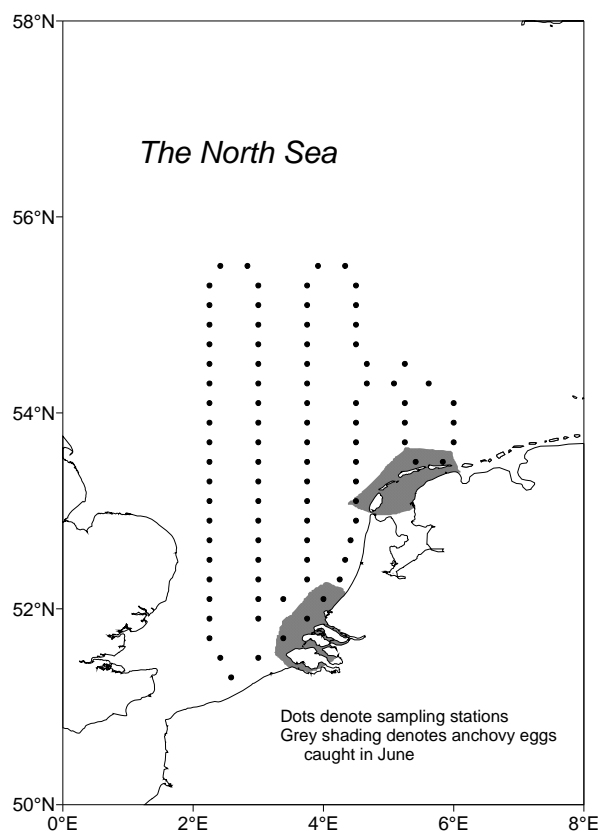 58°N
The North Sea
56°N
54°N
52°N
Dots denote sampling stations
Grey shading denotes anchovy eggs
caught in June
50°N
0°E 2°E 4°E 6°E 8°E